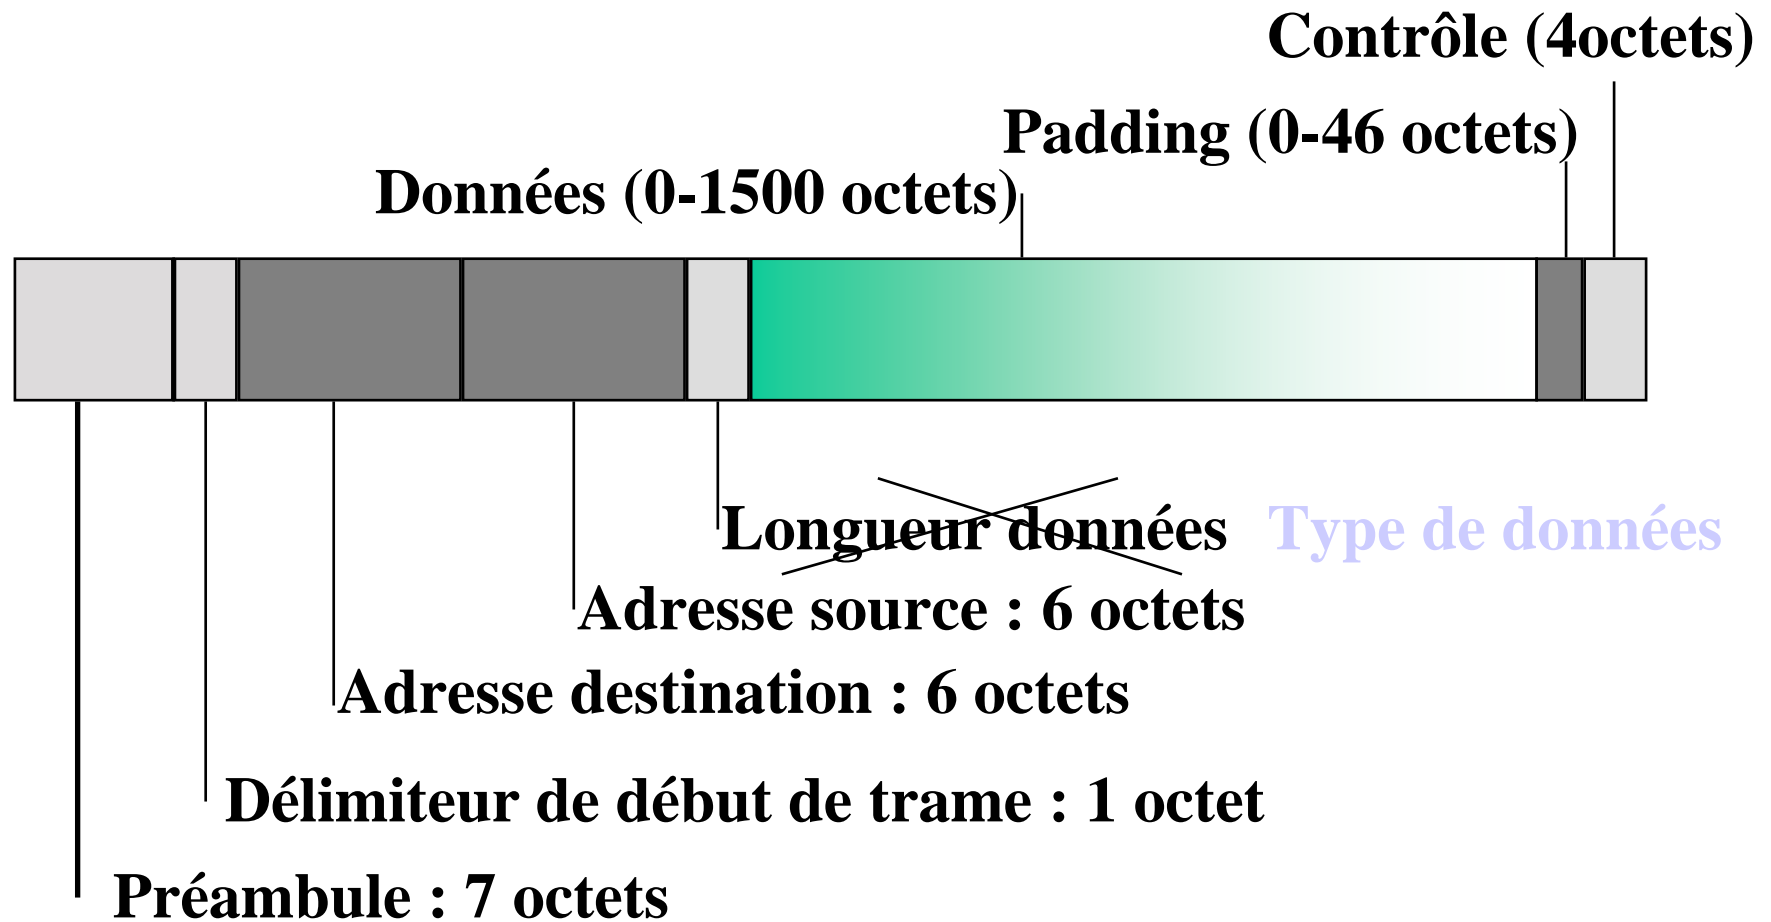 Contrôle (4octets)
Padding (0-46 octets)
Données (0-1500 octets)
Longueur données Type de données
Adresse source : 6 octets
Adresse destination : 6 octets
Délimiteur de début de trame : 1 octet
Préambule : 7 octets